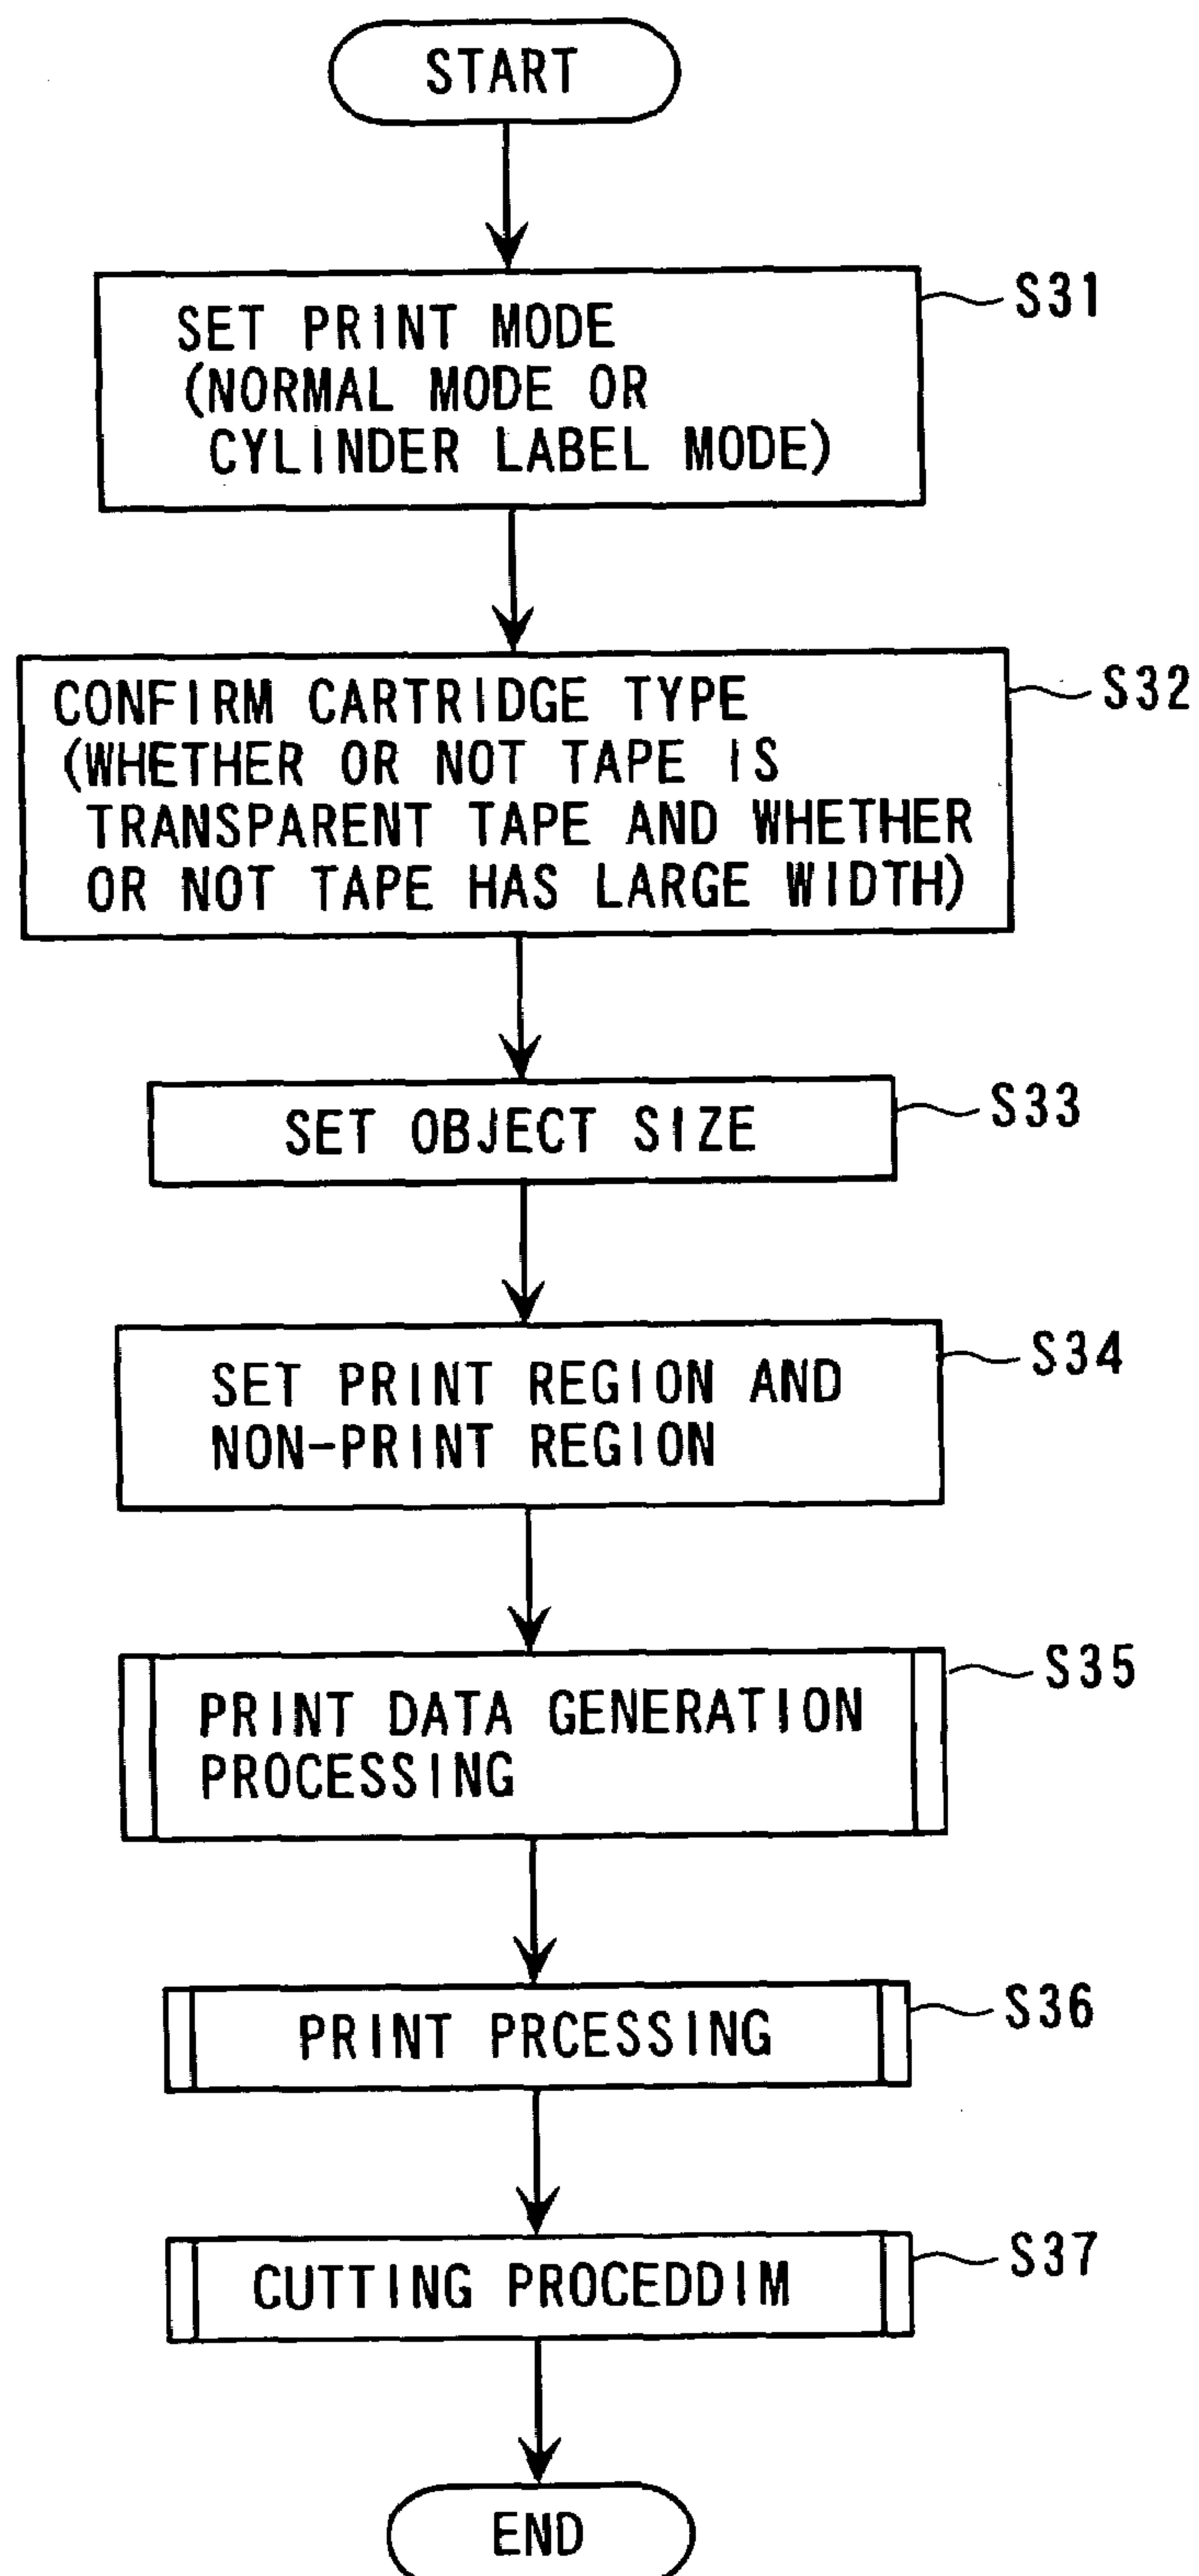 START
S31
SET PRINT MODE
(NORMAL MODE OR
CYLINDER LABEL MODE)
S32
CONFIRM CARTRIDGE TYPE
(WHETHER OR NOT TAPE IS
TRANSPARENT TAPE AND WHETHER
OR NOT TAPE HAS LARGE WIDTH)
S33
SET OBJECT SIZE
S34
SET PRINT REGION AND
NON-PRINT REGION
S35
PRINT DATA GENERATION
PROCESSING
S36
PRINT PRCESSING
S37
CUTTING PROCEDDIM
END